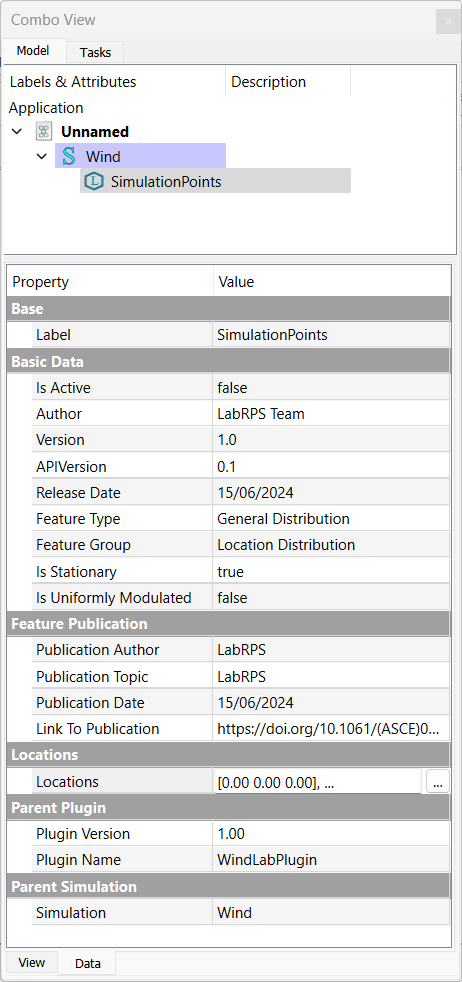 Combo View
Model Tasks
Labels & Attributes Description
Application
Unnamed
Wind
SimulationPoints
Property Value
Base
Label SimulationPoints
Basic Data
Is Active false
Author LabRPS Team
Version 1.0
APIVersion 0.1
Release Date 15/06/2024
Feature Type General Distribution
Feature Group Location Distribution
Is Stationary true
Is Uniformly Modulated false
Feature Publication
Publication Author LabRPS
Publication Topic LabRPS
Publication Date 15/06/2024
Link To Publication https://doi.org/10.1061/(ASCE)0...
Locations
Locations [0.00 0.00 0.00], ... ...
Parent Plugin
Plugin Version 1.00
Plugin Name WindLabPlugin
Parent Simulation
Simulation Wind
View Data